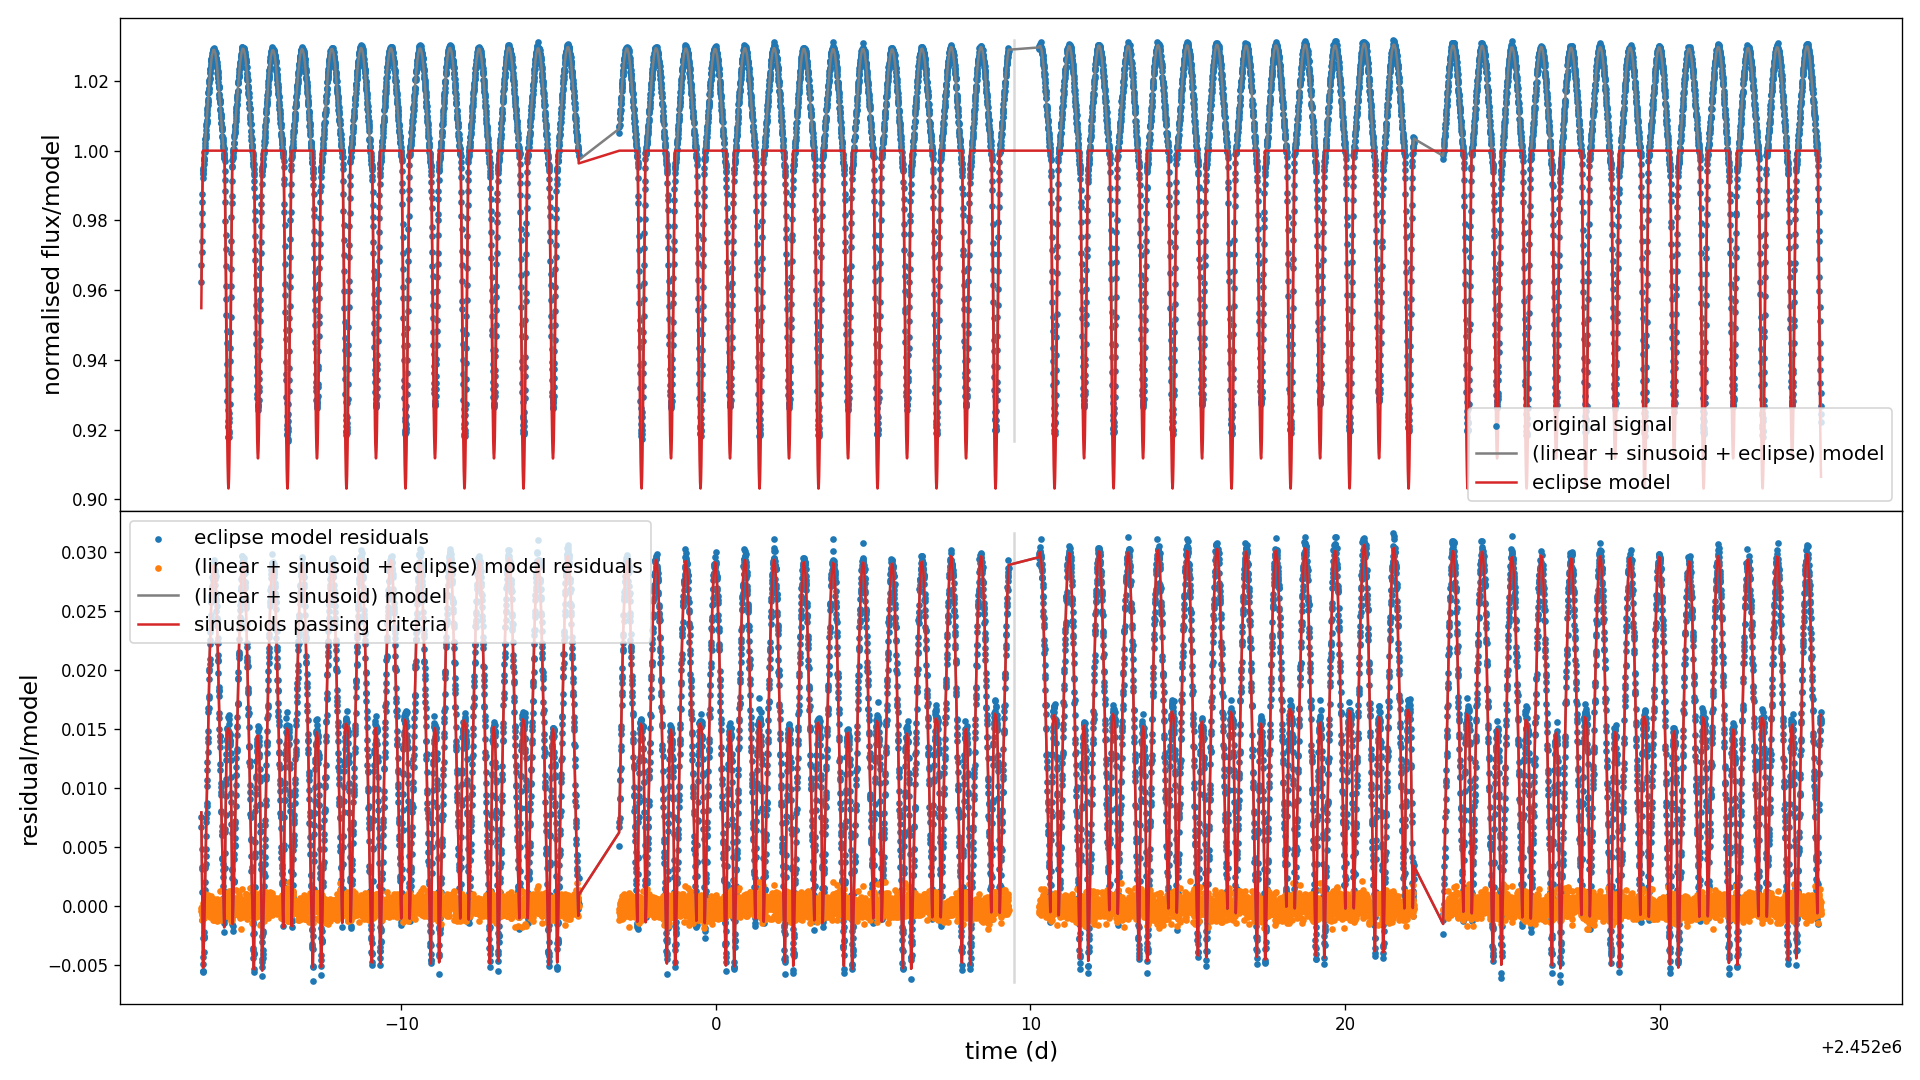 normalised flux/model
1.02
1.00
0.98
0.96
0.94
0.92
0.90
original signal
(linear + sinusoid + eclipse) model
eclipse model
residual/model
0.030
0.025
0.020
0.015
0.010
0.005
0.000
−0.005
eclipse model residuals
(linear + sinusoid + eclipse) model residuals
(linear + sinusoid) model
sinusoids passing criteria
−10
0
10
20
30
time (d)
+2.452e6